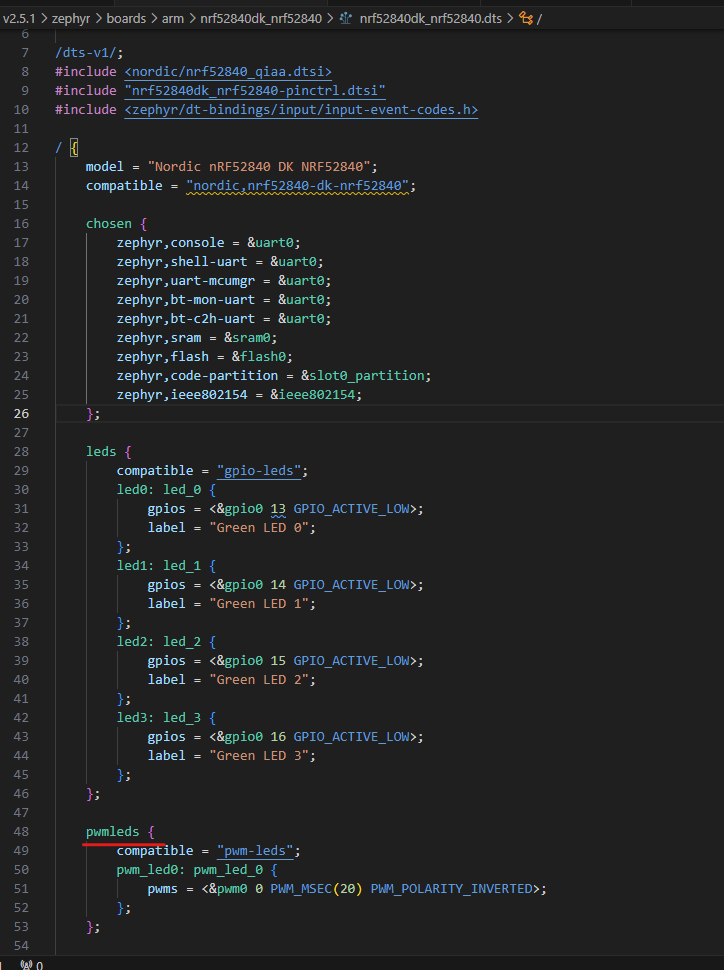 v2.5.1 > zephyr > boards > arm > nrf52840dk_nrf52840 > nrf52840dk_nrf52840.dts > /
6
7 /dts-v1/;
8 #include <nordic/nrf52840_qiaa.dtsi>
9 #include "nrf52840dk_nrf52840-pinctrl.dtsi"
10 #include <zephyr/dt-bindings/input/input-event-codes.h>
11
12 / {
13 model = "Nordic nRF52840 DK NRF52840";
14 compatible = "nordic,nrf52840-dk-nrf52840";
15
16 chosen {
17 zephyr,console = &uart0;
18 zephyr,shell-uart = &uart0;
19 zephyr,uart-mcumgr = &uart0;
20 zephyr,bt-mon-uart = &uart0;
21 zephyr,bt-c2h-uart = &uart0;
22 zephyr,sram = &sram0;
23 zephyr,flash = &flash0;
24 zephyr,code-partition = &slot0_partition;
25 zephyr,ieee802154 = &ieee802154;
26 };
27
28 leds {
29 compatible = "gpio-leds";
30 led0: led_0 {
31 gpios = <&gpio0 13 GPIO_ACTIVE_LOW>;
32 label = "Green LED 0";
33 };
34 led1: led_1 {
35 gpios = <&gpio0 14 GPIO_ACTIVE_LOW>;
36 label = "Green LED 1";
37 };
38 led2: led_2 {
39 gpios = <&gpio0 15 GPIO_ACTIVE_LOW>;
40 label = "Green LED 2";
41 };
42 led3: led_3 {
43 gpios = <&gpio0 16 GPIO_ACTIVE_LOW>;
44 label = "Green LED 3";
45 };
46 };
47
48 pwmleds {
49 compatible = "pwm-leds";
50 pwm_led0: pwm_led_0 {
51 pwms = <&pwm0 0 PWM_MSEC(20) PWM_POLARITY_INVERTED>;
52 };
53 };
54
0